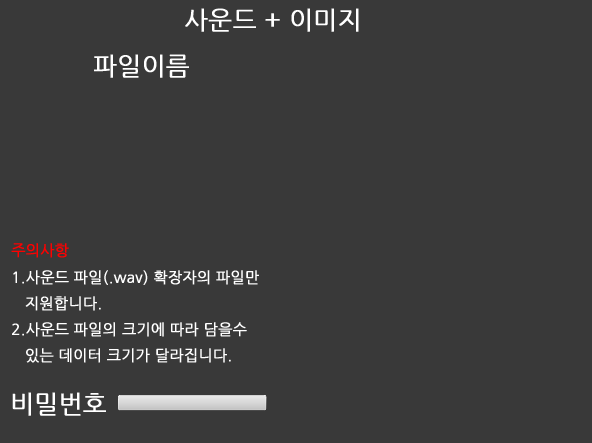 사운드 + 이미지
파일이름
주의사항
1.사운드 파일(.wav) 확장자의 파일만
지원합니다.
2.사운드 파일의 크기에 따라 담을수
있는 데이터 크기가 달라집니다.
비밀번호